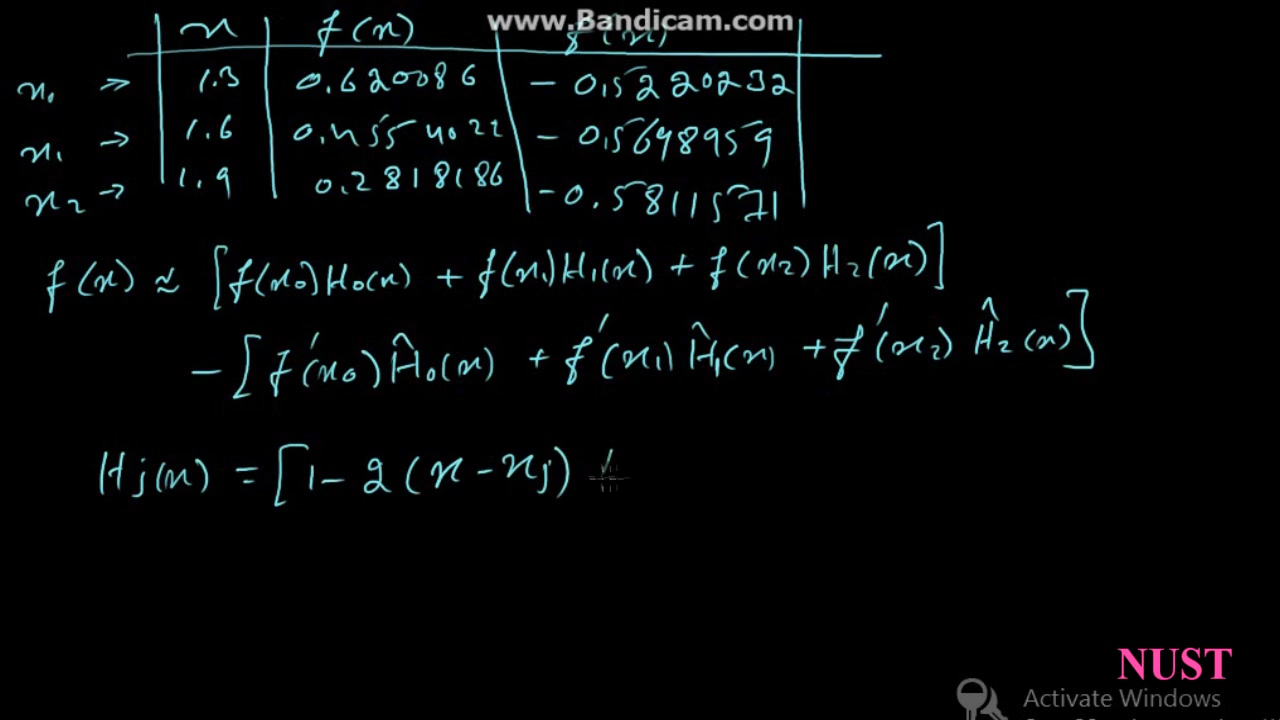 www.Bandicam.com
x f(x) f'(x)
x₀ → 1.3 0.620086 - 0.5220232
x₁ → 1.6 0.4554022 - 0.5698959
x₂ → 1.9 0.2818186 - 0.5811571
f(x) ≈ [f(x₀)H₀(x) + f(x₁)H₁(x) + f(x₂)H₂(x)]
- [f'(x₀)Ĥ₀(x) + f'(x₁)Ĥ₁(x) + f'(x₂)Ĥ₂(x)]
Hj(x) = [1 - 2(x - xj)
NUST
Activate Windows